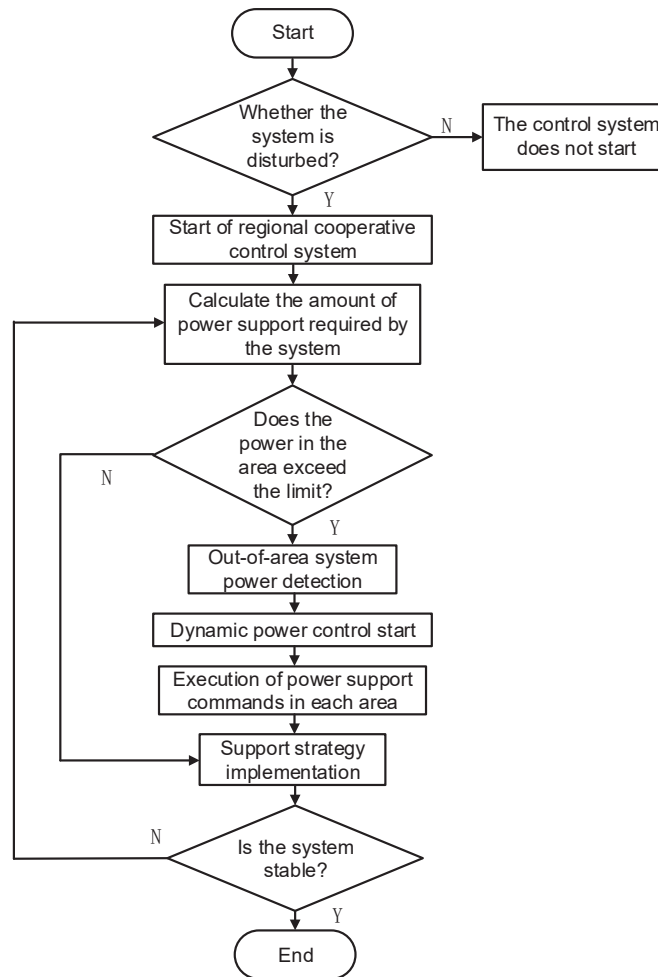 Start
Whether the
system is
disturbed?
N
The control system
does not start
Y
Start of regional cooperative
control system
Calculate the amount of
power support required by
the system
Does the
power in the
area exceed
the limit?
N
Y
Out-of-area system
power detection
Dynamic power control start
Execution of power support
commands in each area
Support strategy
implementation
N
Is the system
stable?
Y
End